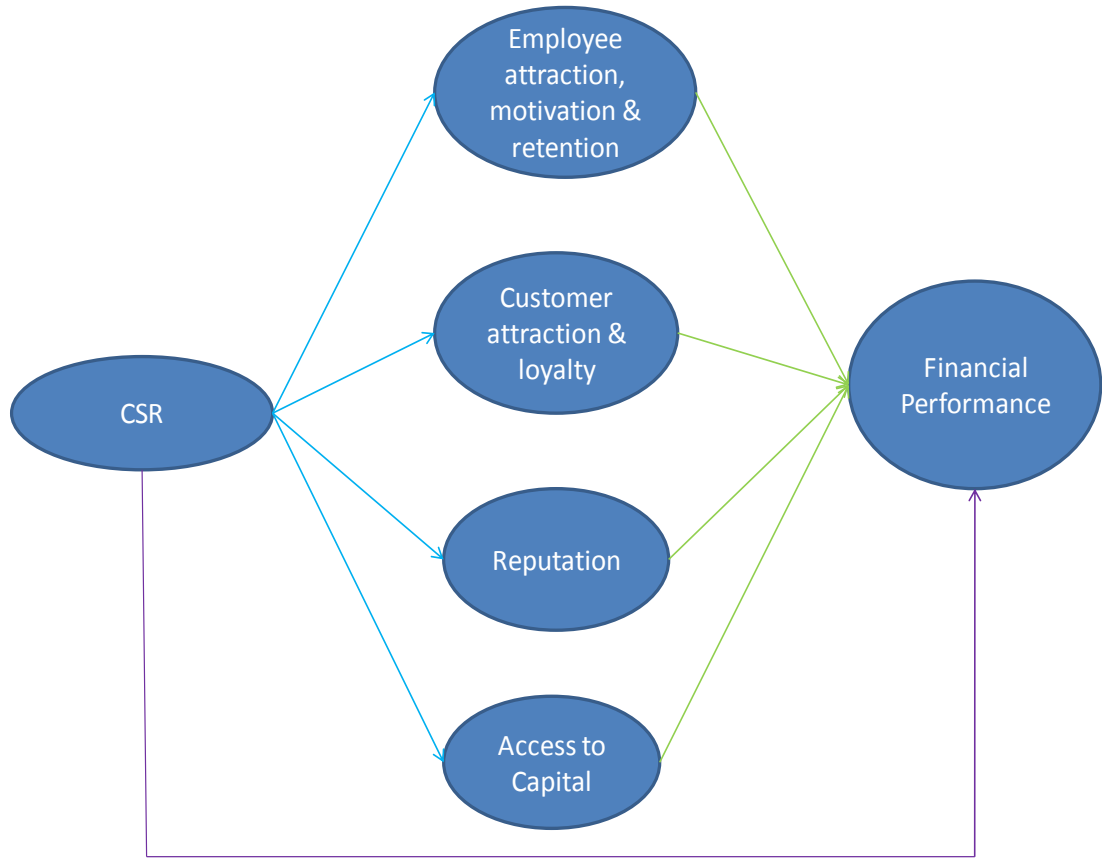 Employee
attraction,
motivation &
retention
Customer
attraction &
loyalty
CSR
Financial
Performance
Reputation
Access to
Capital